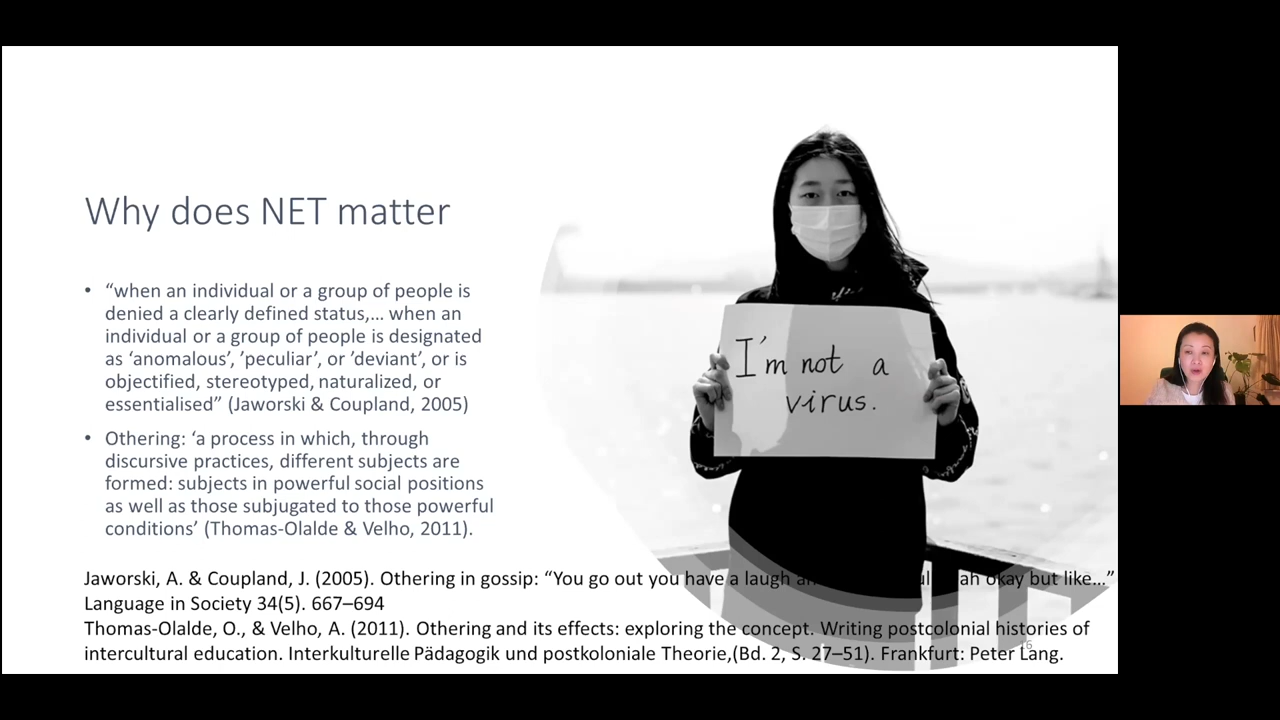 Why does NET matter
• “when an individual or a group of people is
denied a clearly defined status,... when an
individual or a group of people is designated
as ‘anomalous’, ’peculiar’, or ’deviant’, or is
objectified, stereotyped, naturalized, or
essentialised” (Jaworski & Coupland, 2005)
• Othering: ‘a process in which, through
discursive practices, different subjects are
formed: subjects in powerful social positions
as well as those subjugated to those powerful
conditions’ (Thomas-Olalde & Velho, 2011).
I'm not a
virus.
Jaworski, A. & Coupland, J. (2005). Othering in gossip: “You go out you have a laugh okay but like...”
Language in Society 34(5). 667–694
Thomas-Olalde, O., & Velho, A. (2011). Othering and its effects: exploring the concept. Writing postcolonial histories of
intercultural education. Interkulturelle Pädagogik und postkoloniale Theorie,(Bd. 2, S. 27–51). Frankfurt: Peter Lang.